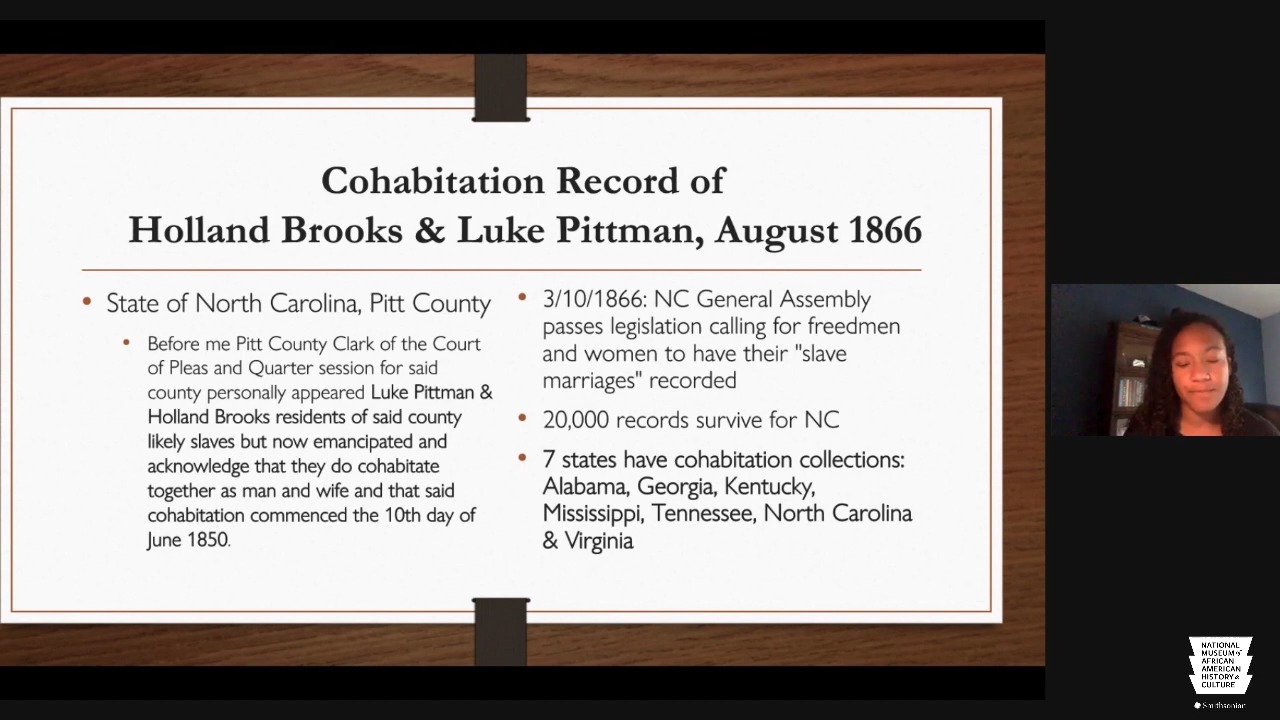 Cohabitation Record of
Holland Brooks & Luke Pittman, August 1866
• State of North Carolina, Pitt County
• Before me Pitt County Clark of the Court
of Pleas and Quarter session for said
county personally appeared Luke Pittman &
Holland Brooks residents of said county
likely slaves but now emancipated and
acknowledge that they do cohabitate
together as man and wife and that said
cohabitation commenced the 10th day of
June 1850.
• 3/10/1866: NC General Assembly
passes legislation calling for freedmen
and women to have their "slave
marriages" recorded
• 20,000 records survive for NC
• 7 states have cohabitation collections:
Alabama, Georgia, Kentucky,
Mississippi, Tennessee, North Carolina
& Virginia
NATIONAL
MUSEUM of
AFRICAN
AMERICAN
HISTORY &
CULTURE
Smithsonian